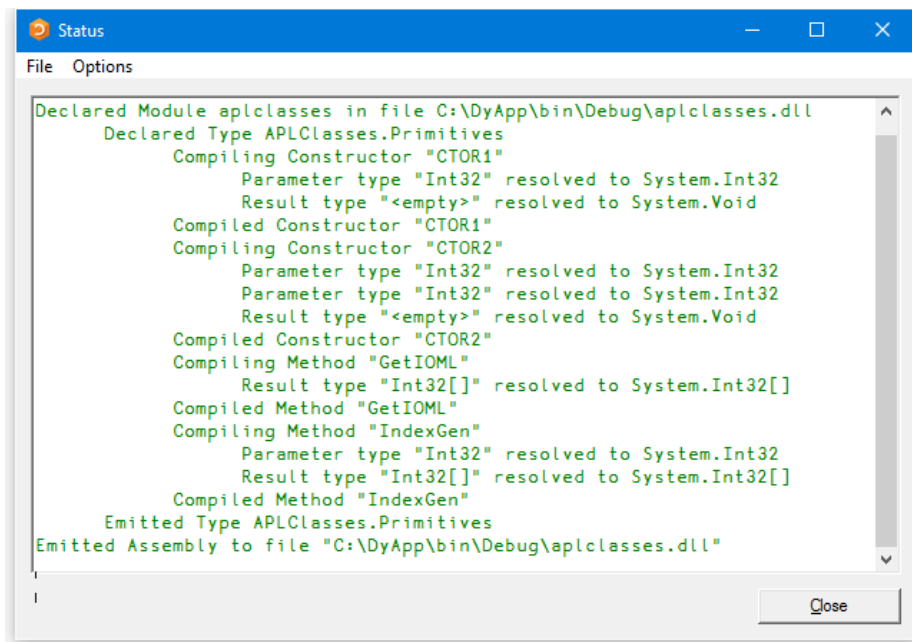 Status
File Options
Declared Module aplclasses in file C:\DyApp\bin\Debug\aplclasses.dll
Declared Type APLClasses.Primitives
Compiling Constructor "CTOR1"
Parameter type "Int32" resolved to System.Int32
Result type "<empty>" resolved to System.Void
Compiled Constructor "CTOR1"
Compiling Constructor "CTOR2"
Parameter type "Int32" resolved to System.Int32
Parameter type "Int32" resolved to System.Int32
Result type "<empty>" resolved to System.Void
Compiled Constructor "CTOR2"
Compiling Method "GetIOML"
Result type "Int32[]" resolved to System.Int32[]
Compiled Method "GetIOML"
Compiling Method "IndexGen"
Parameter type "Int32" resolved to System.Int32
Result type "Int32[]" resolved to System.Int32[]
Compiled Method "IndexGen"
Emitted Type APLClasses.Primitives
Emitted Assembly to file "C:\DyApp\bin\Debug\aplclasses.dll"
Close